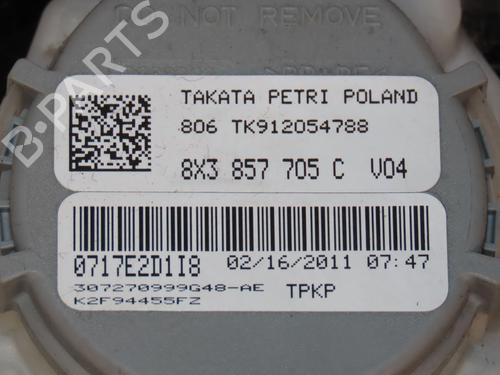 DO NOT REMOVE
B-PARTS
TAKATA PETRI POLAND
806 TK912054788
8X3 857 705 C V04
0717E2D1I8 02/16/2011 07:47
307270999G48-AE TPKP
K2F94455FZ